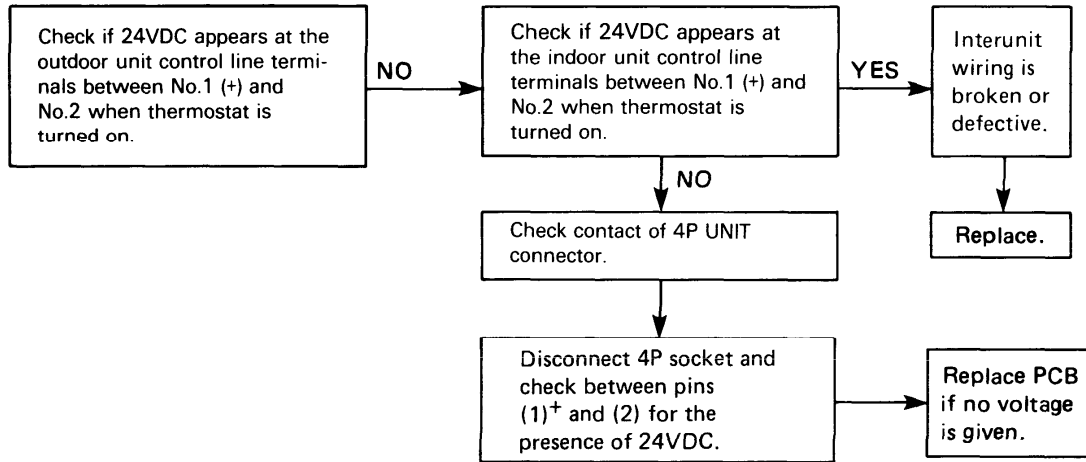 Check if 24VDC appears at the
outdoor unit control line termi-
nals between No.1 (+) and
No.2 when thermostat is
turned on.
NO
Check if 24VDC appears at
the indoor unit control line
terminals between No.1 (+) and
No.2 when thermostat is
turned on.
YES
Interunit
wiring is
broken or
defective.
NO
Replace.
Check contact of 4P UNIT
connector.
Disconnect 4P socket and
check between pins
(1)+ and (2) for the
presence of 24VDC.
Replace PCB
if no voltage
is given.